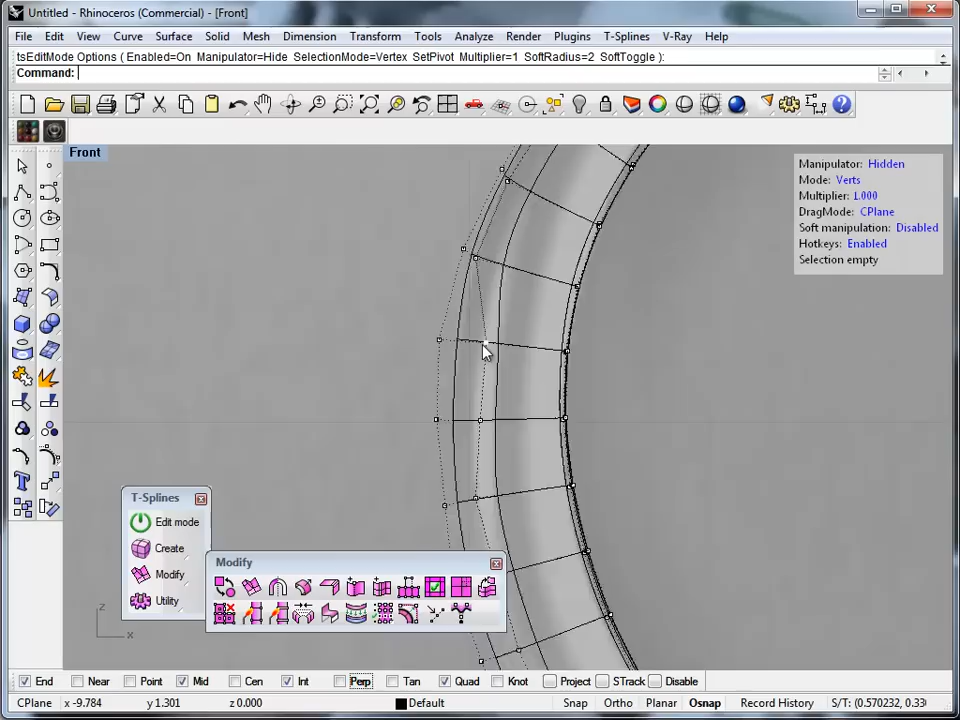 Untitled - Rhinoceros (Commercial) - [Front]
File Edit View Curve Surface Solid Mesh Dimension Transform Tools Analyze Render Plugins T-Splines V-Ray Help
tsEditMode Options ( Enabled=On Manipulator=Hide SelectionMode=Vertex SetPivot Multiplier=1 SoftRadius=2 SoftToggle ):
Command:
Front
Manipulator: Hidden
Mode: Verts
Multiplier: 1.000
DragMode: CPlane
Soft manipulation: Disabled
Hotkeys: Enabled
Selection empty
T-Splines
Edit mode
Create
Modify
Utility
Modify
z
x
End Near Point Mid Cen Int Perp Tan Quad Knot Project STrack Disable
CPlane x -9.784 y 1.301 z 0.000 Default Snap Ortho Planar Osnap Record History S/T: (0.570232, 0.33